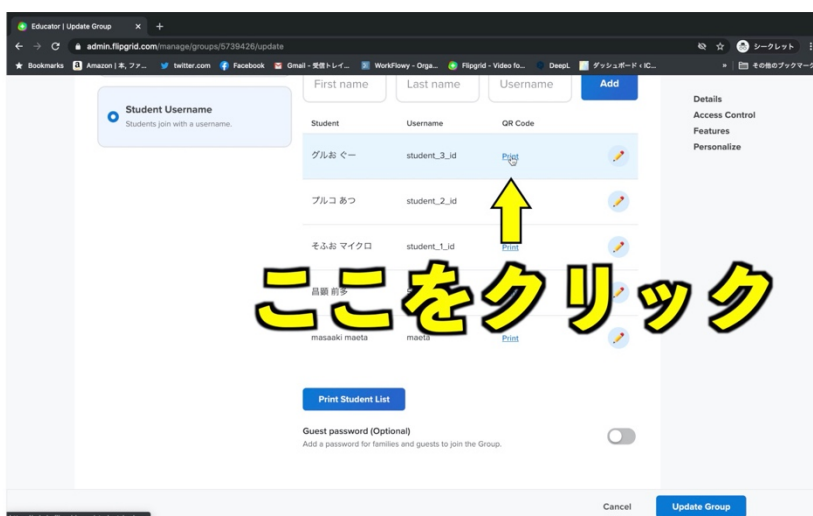 Educator | Update Group
admin.flipgrid.com/manage/groups/5739426/update
シークレット
Bookmarks Amazon | 本, ファ... twitter.com Facebook Gmail - 受信トレイ... WorkFlowy - Orga... Flipgrid - Video fo... DeepL ダッシュボード ‹ IC... » その他のブックマーク
Student Username
Students join with a username.
First name Last name Username Add
Student Username QR Code
グルお ぐー student_3_id Print
プルコ あつ student_2_id
そふお マイクロ student_1_id Print
ここをクリック
昌顕 前多
masaaki maeta maeta Print
Print Student List
Guest password (Optional)
Add a password for families and guests to join the Group.
Details
Access Control
Features
Personalize
Cancel Update Group